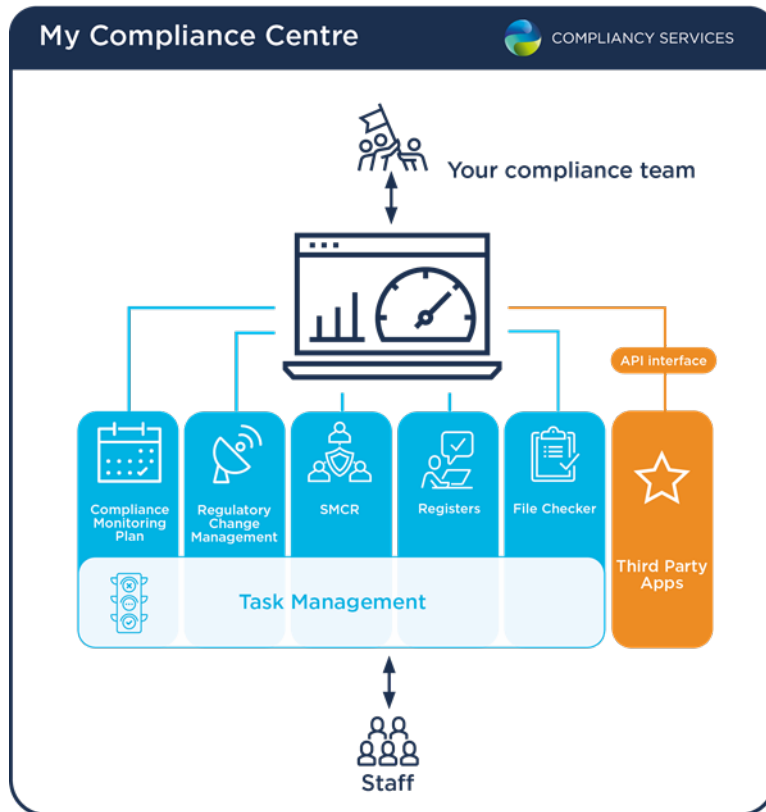 My Compliance Centre
COMPLIANCY SERVICES
Your compliance team
API interface
Compliance
Monitoring
Plan
Regulatory
Change
Management
SMCR
Registers
File Checker
Third Party
Apps
Task Management
Staff